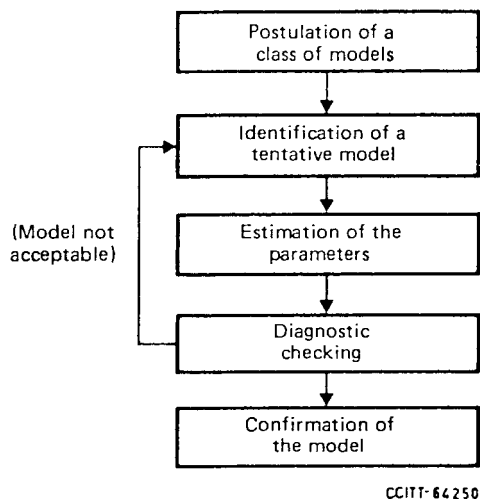 Postulation of a
class of models
Identification of a
tentative model
(Model not
acceptable)
Estimation of the
parameters
Diagnostic
checking
Confirmation of
the model
CCITT-64250